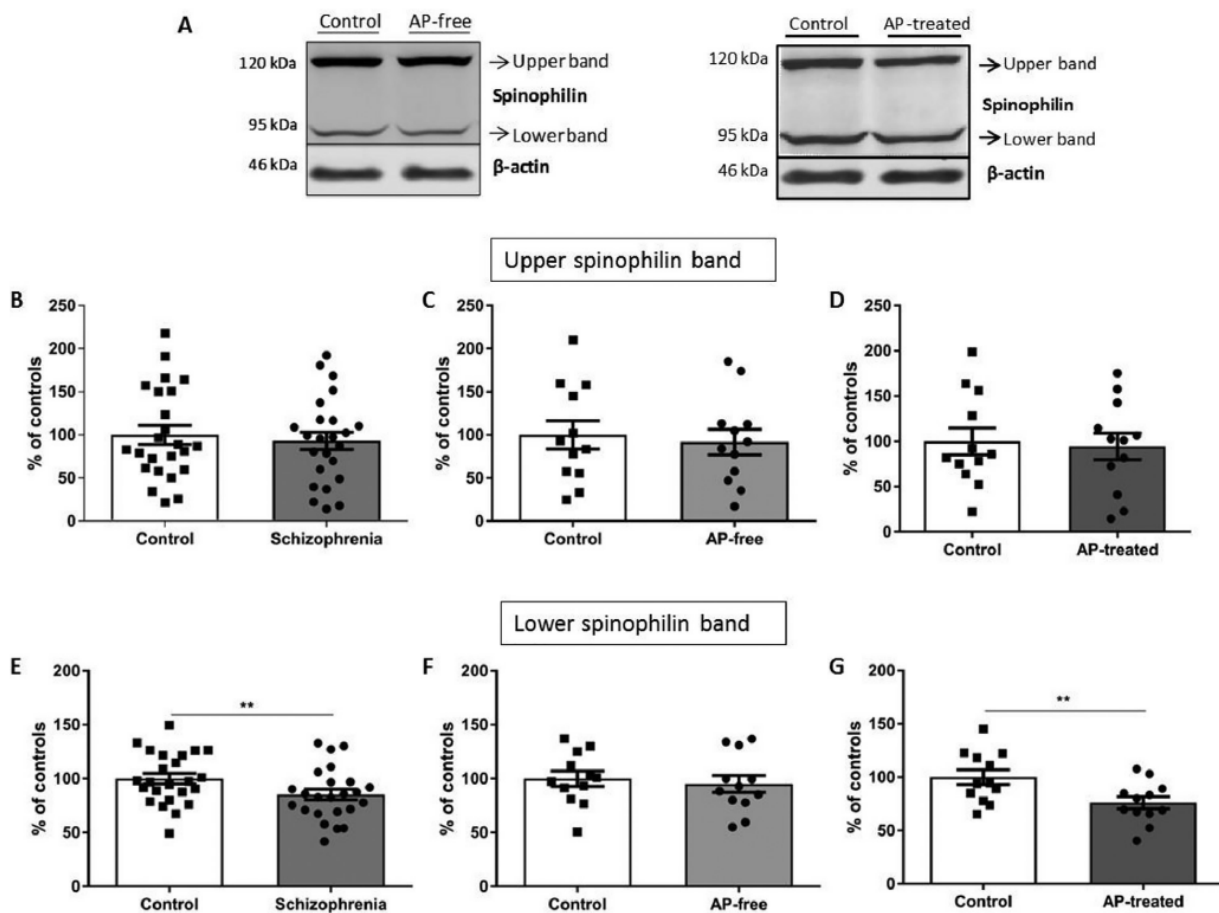 A
Control AP-free
120 kDa
→Upper band
Spinophilin
95 kDa
→Lower band
46 kDa
β-actin
Control AP-treated
120 kDa
→Upper band
Spinophilin
95 kDa
→Lower band
46 kDa
β-actin
Upper spinophilin band
B
% of controls
250
200
150
100
50
0
Control Schizophrenia
C
% of controls
250
200
150
100
50
0
Control AP-free
D
% of controls
250
200
150
100
50
0
Control AP-treated
Lower spinophilin band
E
% of controls
200
150
100
50
0
**
Control Schizophrenia
F
% of controls
200
150
100
50
0
Control AP-free
G
% of controls
200
150
100
50
0
**
Control AP-treated